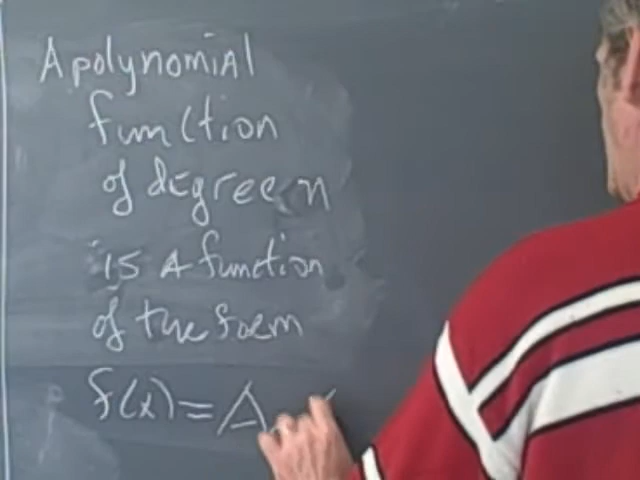 A polynomial
function
of degree n
is a function
of the form
f(x) = A